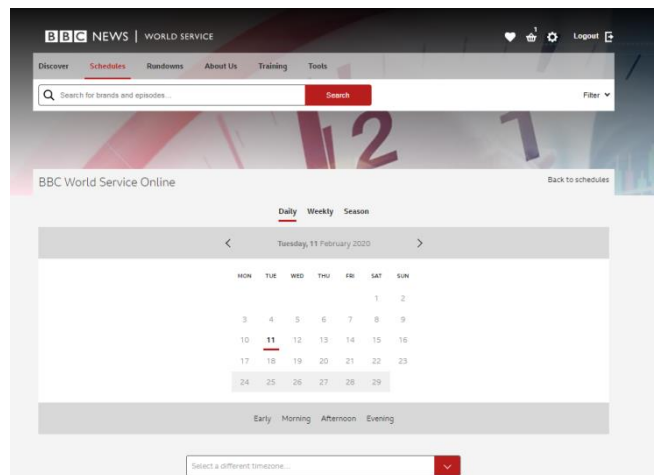 BBC NEWS | WORLD SERVICE
1
Logout
Discover Schedules Rundowns About Us Training Tools
Search for brands and episodes...
Search
Filter
12 1
BBC World Service Online
Back to schedules
Daily Weekly Season
Tuesday, 11 February 2020
MON TUE WED THU FRI SAT SUN
1 2
3 4 5 6 7 8 9
10 11 12 13 14 15 16
17 18 19 20 21 22 23
24 25 26 27 28 29
Early Morning Afternoon Evening
Select a different timezone...